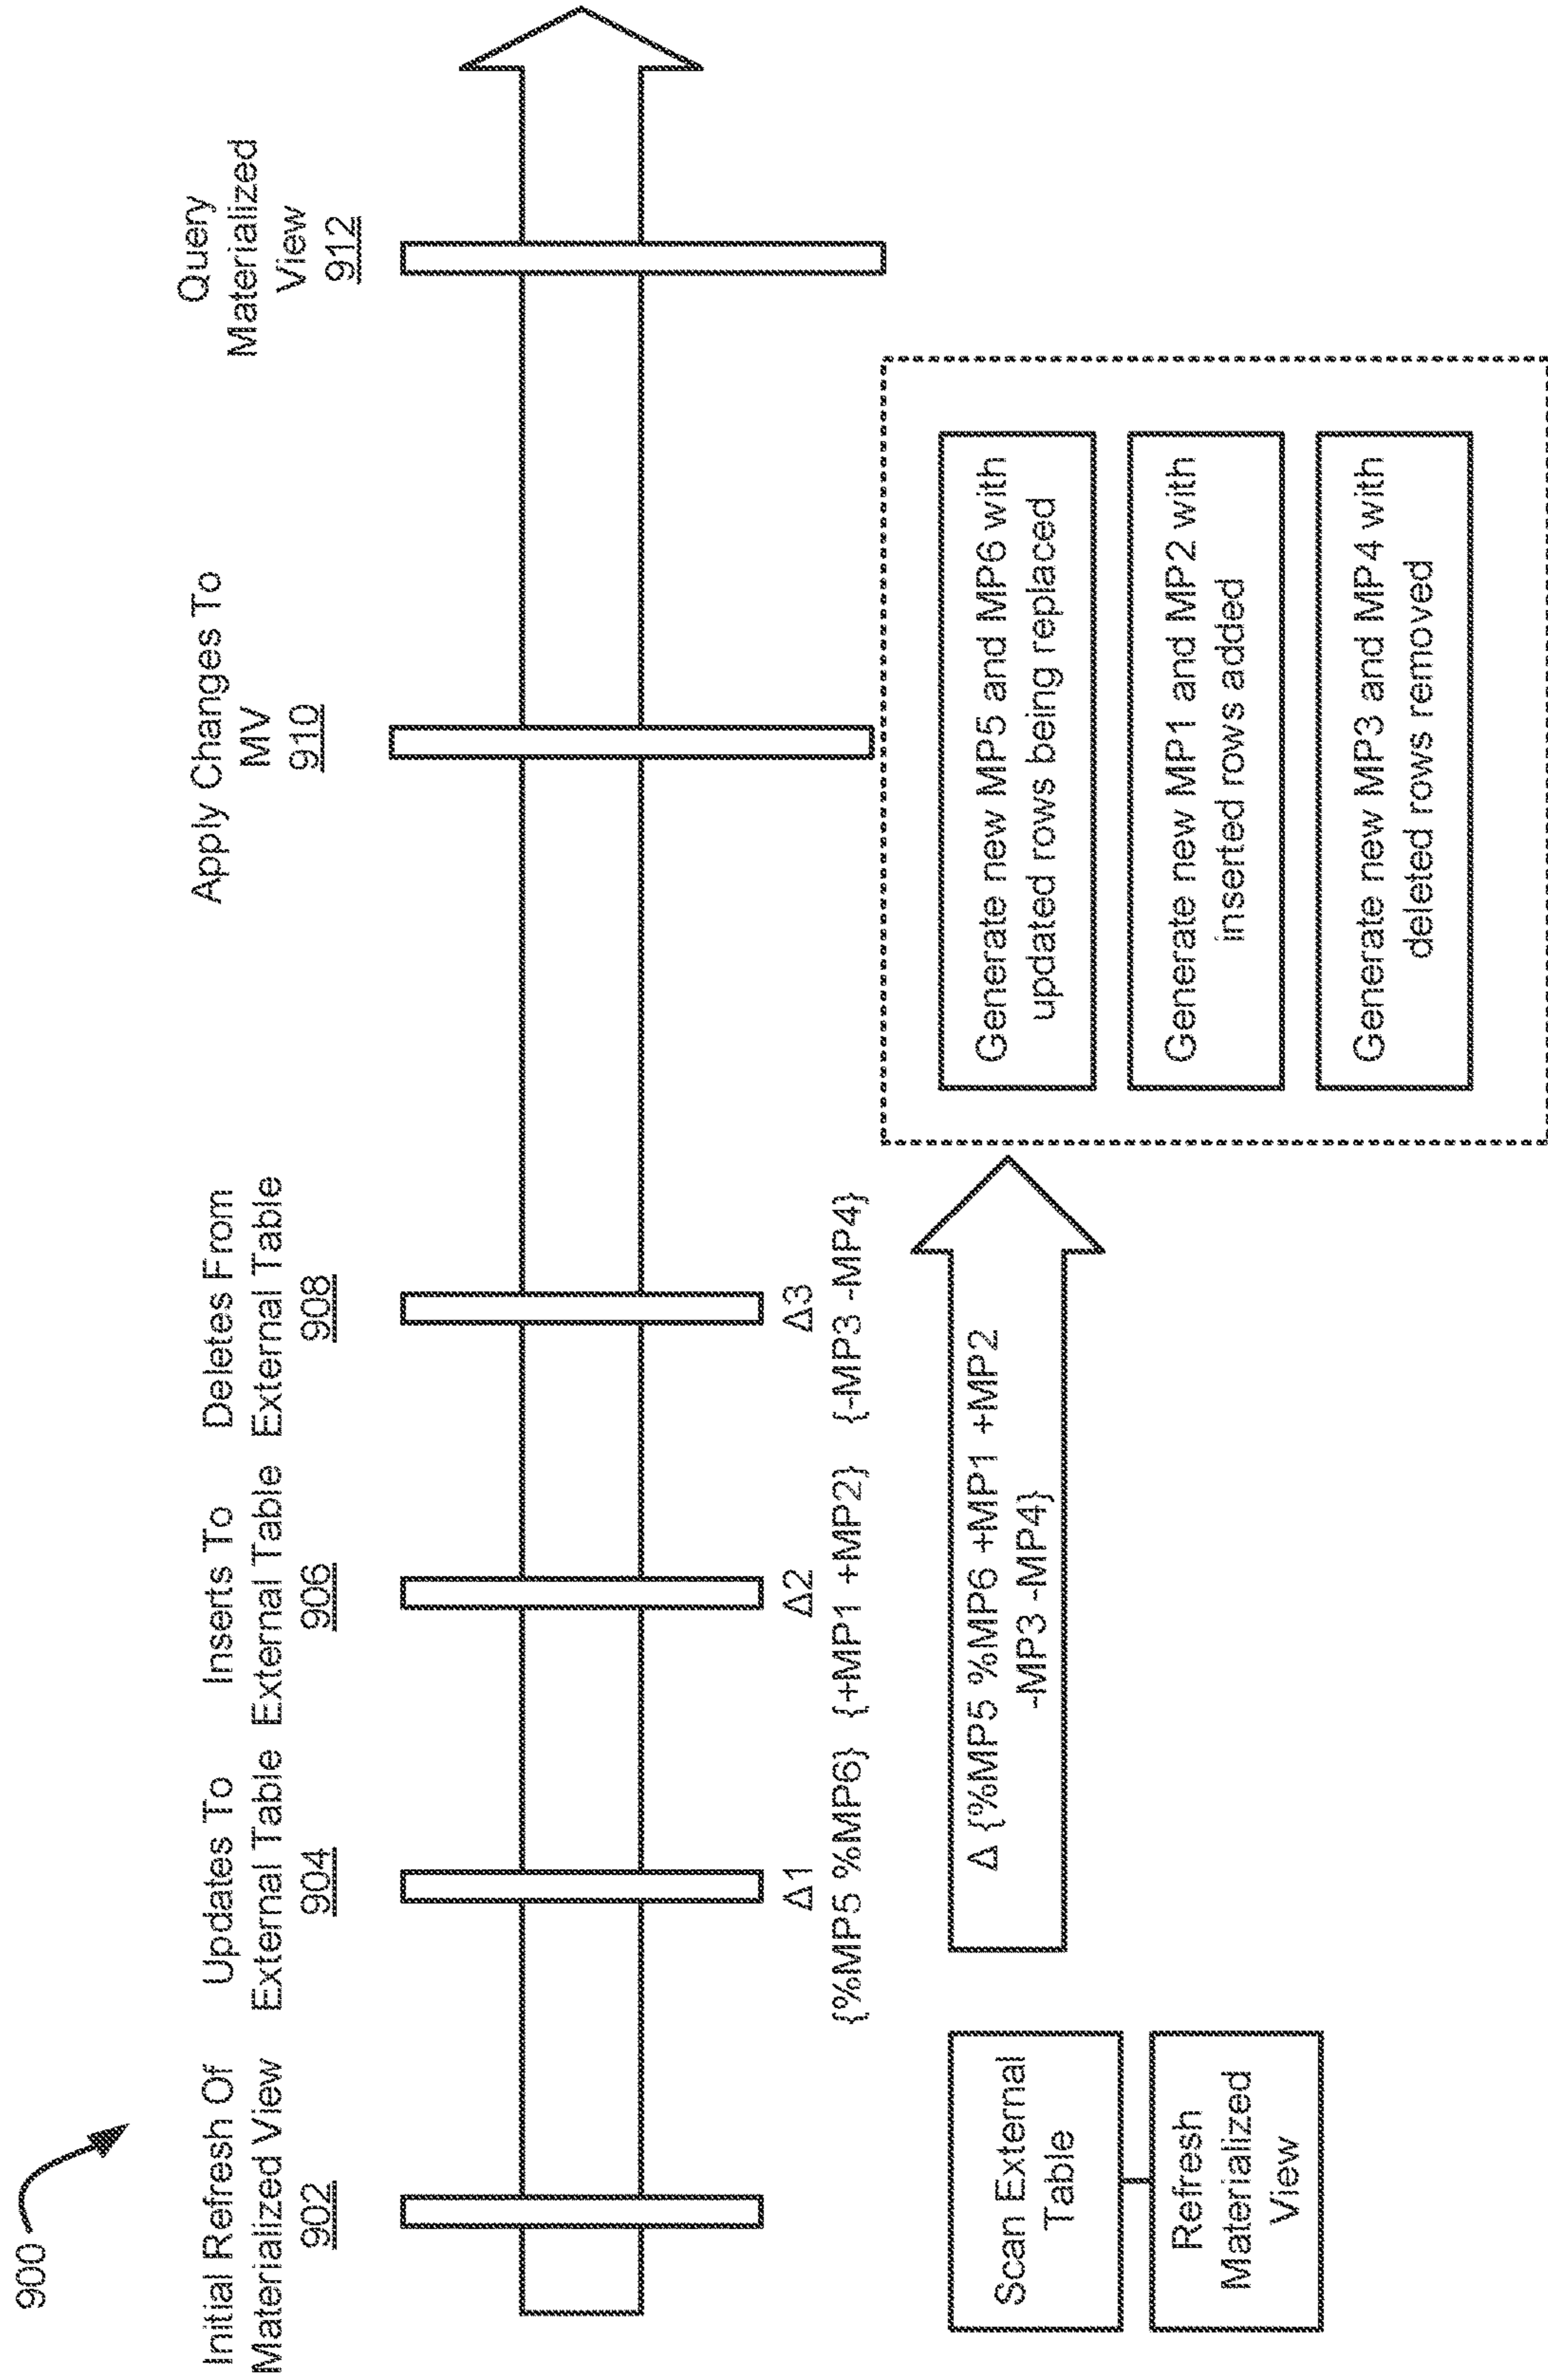 900
Initial Refresh Of
Materialized View
902
Updates To
External Table
904
Inserts To
External Table
906
Deletes From
External Table
908
Apply Changes To
MV
910
Query
Materialized
View
912
Δ1
{%MP5 %MP6}
Δ2
{+MP1 +MP2}
Δ3
{-MP3 -MP4}
Scan External
Table
Refresh
Materialized
View
Δ {%MP5 %MP6 +MP1 +MP2
-MP3 -MP4}
Generate new MP5 and MP6 with
updated rows being replaced
Generate new MP1 and MP2 with
inserted rows added
Generate new MP3 and MP4 with
deleted rows removed